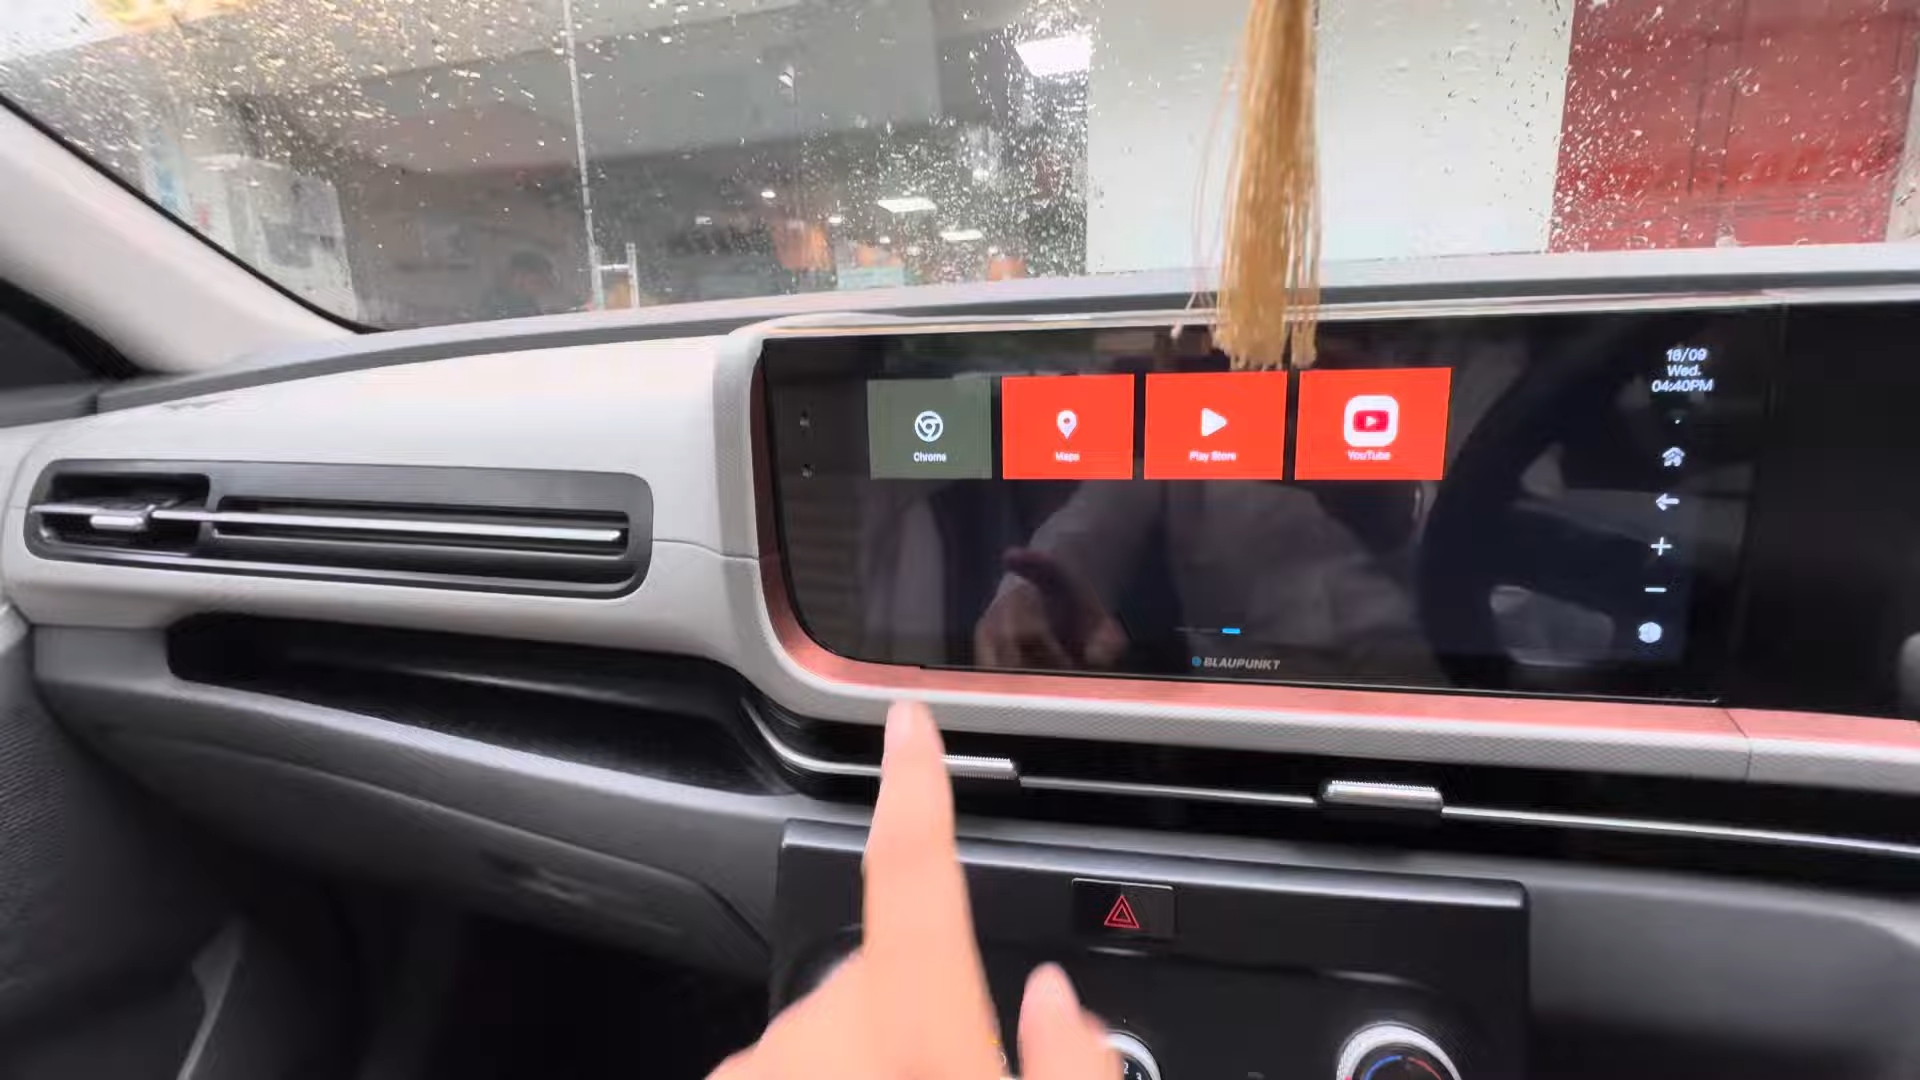 18/09
Wed.
04:40PM
Chrome
Maps
Play Store
YouTube
BLAUPUNKT